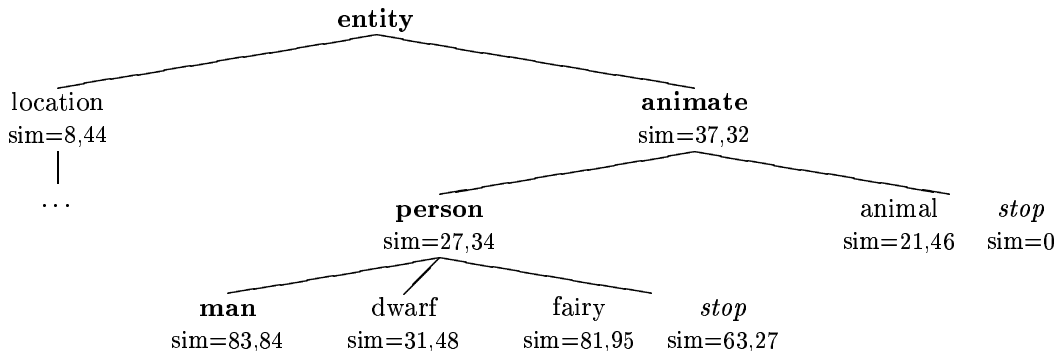 entity
location animate
sim=8,44 sim=37,32
...
person animal stop
sim=27,34 sim=21,46 sim=0
man dwarf fairy stop
sim=83,84 sim=31,48 sim=81,95 sim=63,27